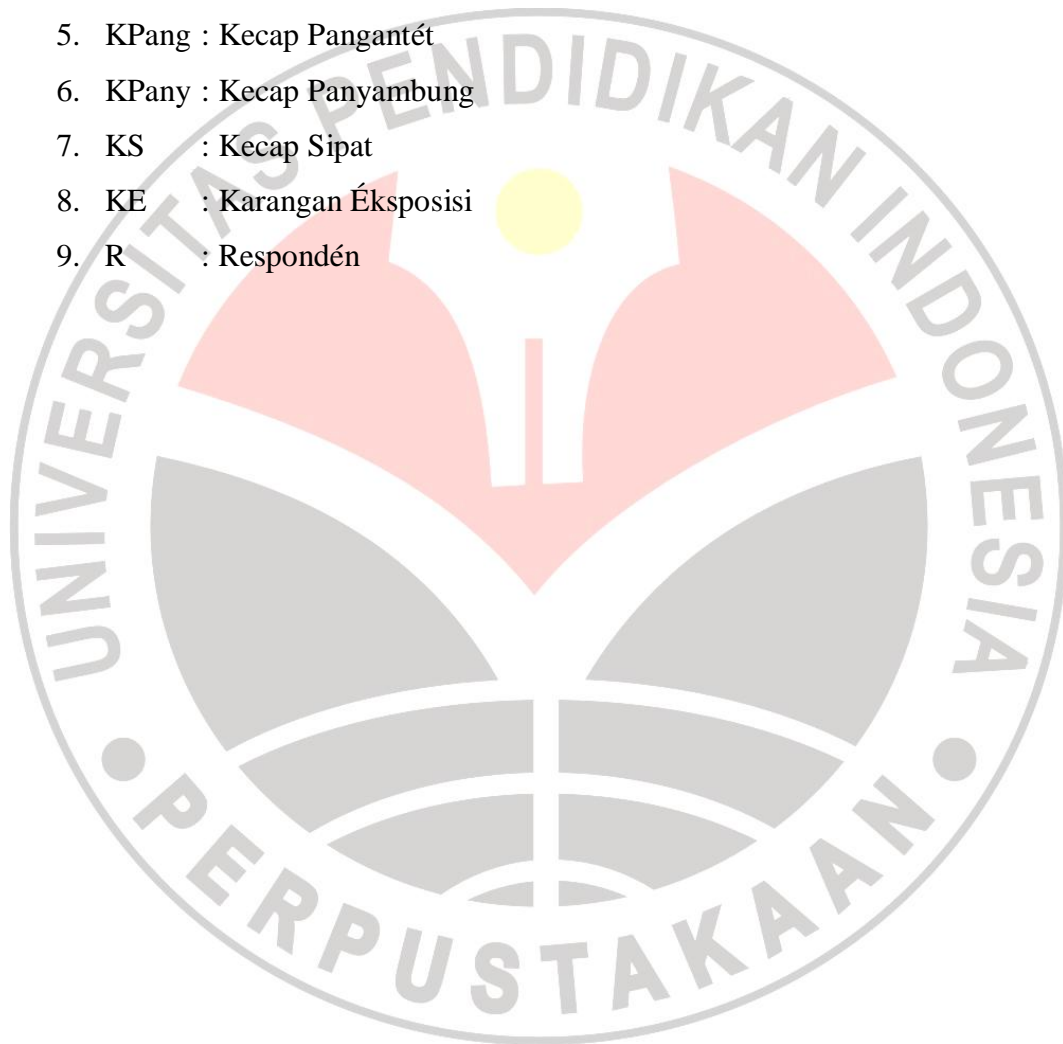 5. KPang : Kecap Pangantét
6. KPany : Kecap Panyambung
7. KS : Kecap Sipat
8. KE : Karangan Éksposisi
9. R : Respondén
UNIVERSITAS PENDIDIKAN INDONESIA
PERPUSTAKAAN